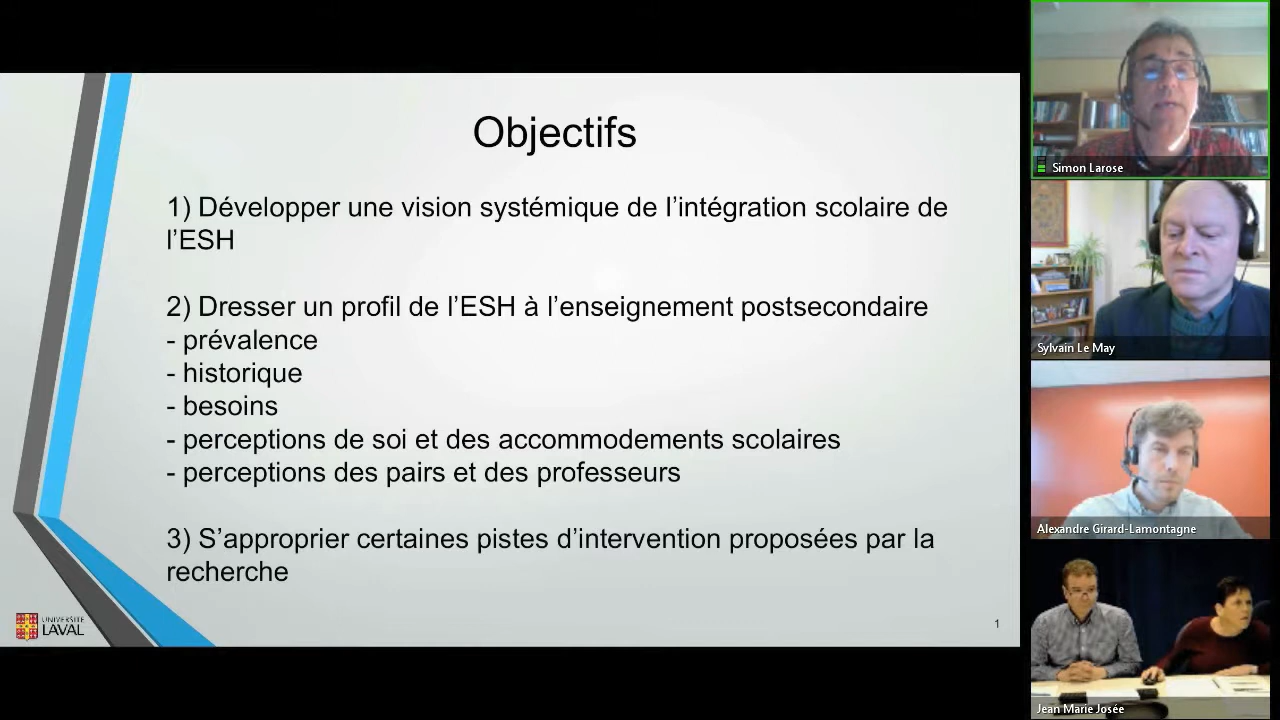 Objectifs
1) Développer une vision systémique de l’intégration scolaire de
l’ESH
2) Dresser un profil de l’ESH à l’enseignement postsecondaire
- prévalence
- historique
- besoins
- perceptions de soi et des accommodements scolaires
- perceptions des pairs et des professeurs
3) S’approprier certaines pistes d’intervention proposées par la
recherche
UNIVERSITÉ
LAVAL
1
Simon Larose
Sylvain Le May
Alexandre Girard-Lamontagne
Jean Marie Josée